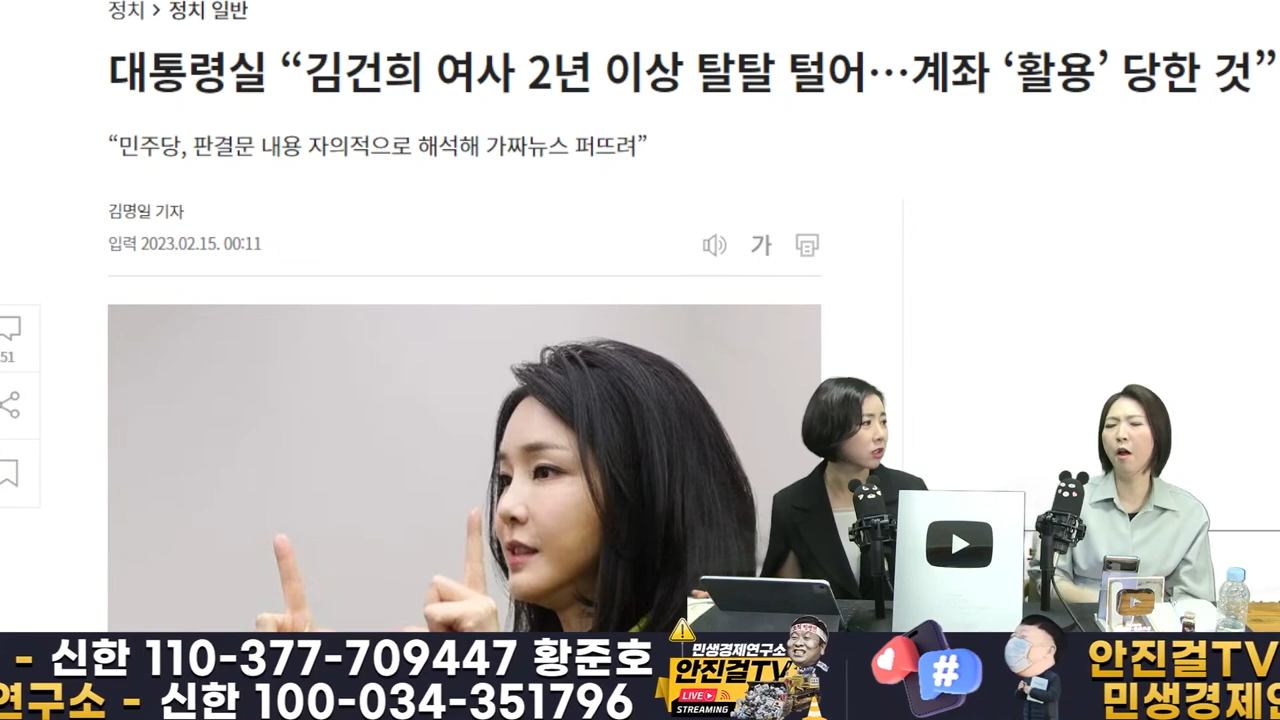 정치 > 정치 일반
대통령실 “김건희 여사 2년 이상 탈탈 털어…계좌 ‘활용’ 당한 것”
“민주당, 판결문 내용 자의적으로 해석해 가짜뉴스 퍼뜨려”
김명일 기자
입력 2023.02.15. 00:11
가
51
- 신한 110-377-709447 황준호
연구소 - 신한 100-034-351796
민생경제연구소
안진걸TV
LIVE
STREAMING
#
안진걸TV
민생경제연